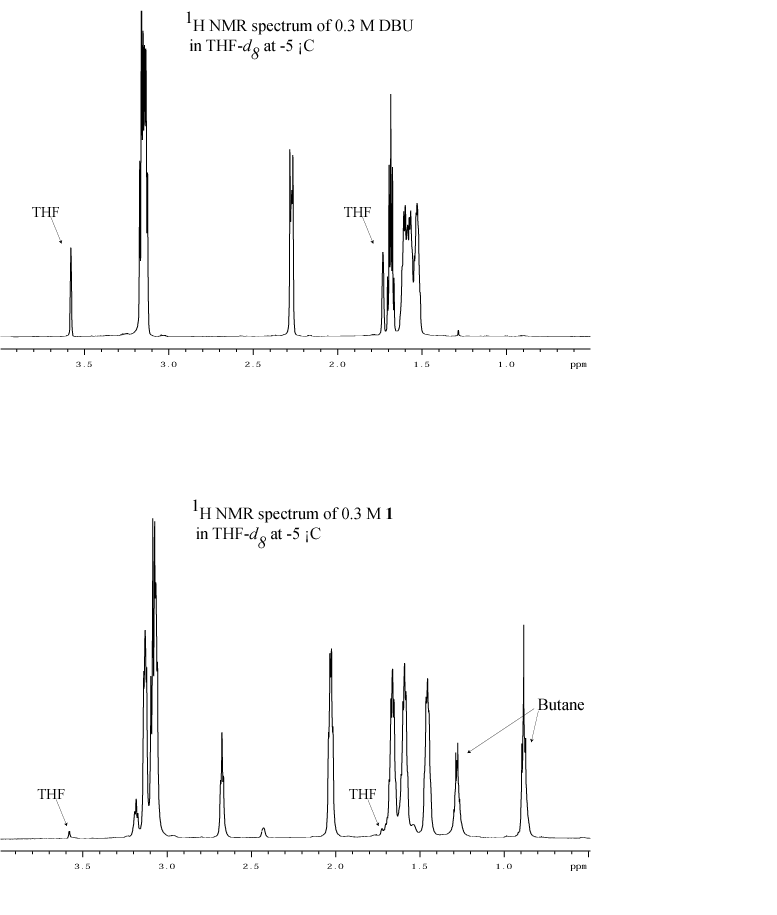 1H NMR spectrum of 0.3 M DBU
in THF-d8 at -5 ¡C
THF
THF
3.5 3.0 2.5 2.0 1.5 1.0 ppm
1H NMR spectrum of 0.3 M 1
in THF-d8 at -5 ¡C
Butane
THF
THF
3.5 3.0 2.5 2.0 1.5 1.0 ppm